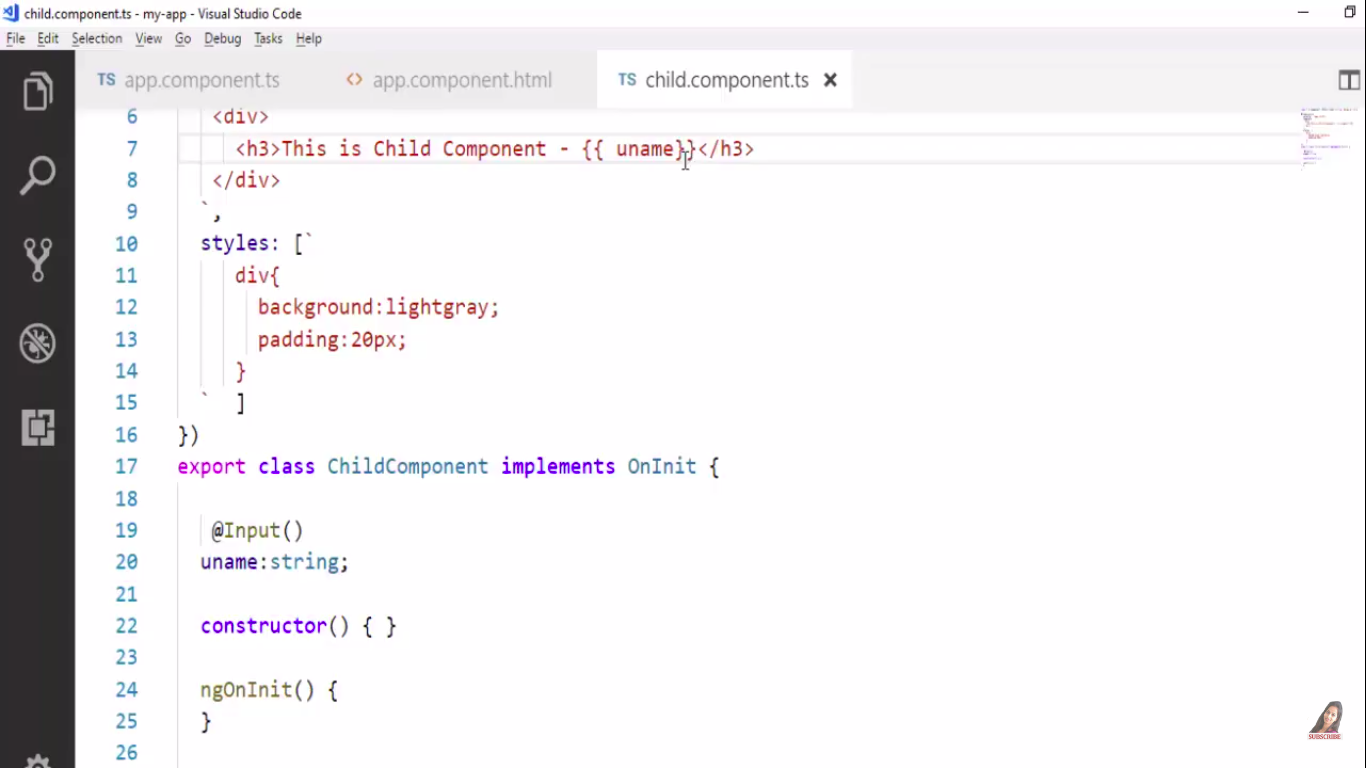 child.component.ts - my-app - Visual Studio Code
File Edit Selection View Go Debug Tasks Help
TS app.component.ts <> app.component.html TS child.component.ts
6 <div>
7 <h3>This is Child Component - {{ uname}}</h3>
8 </div>
9 `,
10 styles: [`
11 div{
12 background:lightgray;
13 padding:20px;
14 }
15 ` ]
16 })
17 export class ChildComponent implements OnInit {
18
19 @Input()
20 uname:string;
21
22 constructor() { }
23
24 ngOnInit() {
25 }
26
SUBSCRIBE